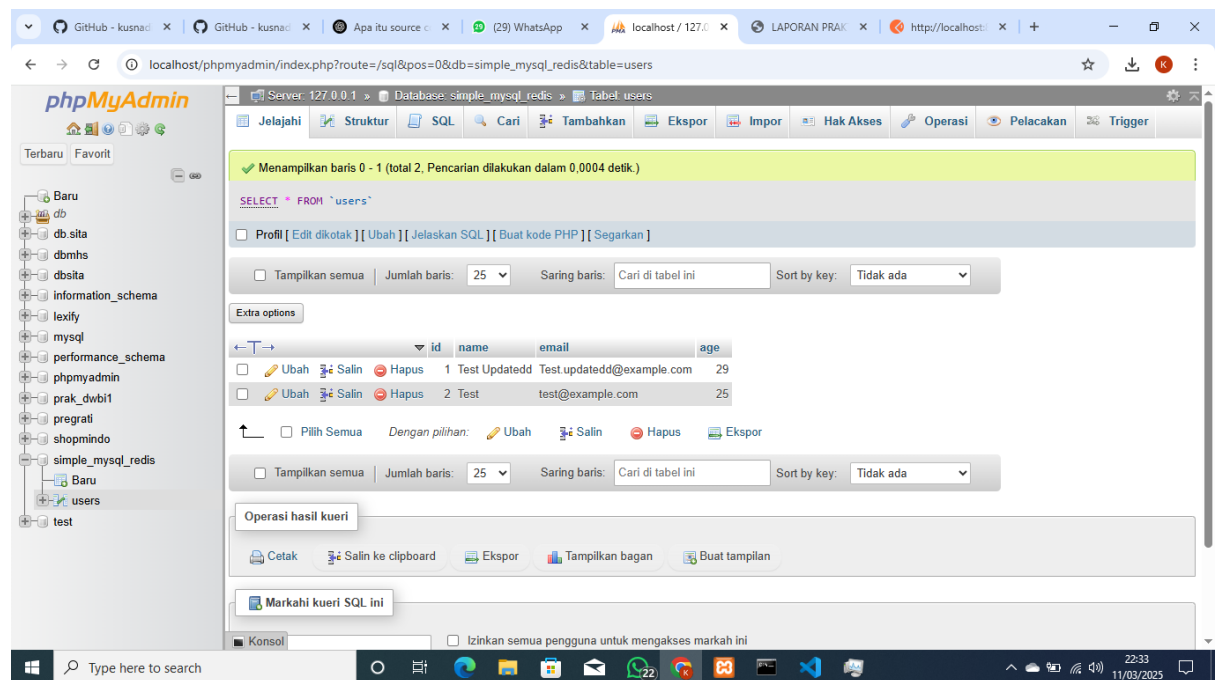 GitHub - kusnad
GitHub - kusnad
Apa itu source c
(29) WhatsApp
localhost / 127.0
LAPORAN PRAK
http://localhost:
localhost/phpmyadmin/index.php?route=/sql&pos=0&db=simple_mysql_redis&table=users
K
phpMyAdmin
Terbaru Favorit
Baru
db
db.sita
dbmhs
dbsita
information_schema
lexify
mysql
performance_schema
phpmyadmin
prak_dwbi1
pregrati
shopmindo
simple_mysql_redis
Baru
users
test
Server: 127.0.0.1 » Database: simple_mysql_redis » Tabel: users
Jelajahi Struktur SQL Cari Tambahkan Ekspor Impor Hak Akses Operasi Pelacakan Trigger
Menampilkan baris 0 - 1 (total 2, Pencarian dilakukan dalam 0,0004 detik.)
SELECT * FROM `users`
Profil [ Edit dikotak ] [ Ubah ] [ Jelaskan SQL ] [ Buat kode PHP ] [ Segarkan ]
Tampilkan semua | Jumlah baris: 25 Saring baris: Cari di tabel ini Sort by key: Tidak ada
Extra options
←T→ id name email age
Ubah Salin Hapus 1 Test Updatedd Test.updatedd@example.com 29
Ubah Salin Hapus 2 Test test@example.com 25
Pilih Semua Dengan pilihan: Ubah Salin Hapus Ekspor
Tampilkan semua | Jumlah baris: 25 Saring baris: Cari di tabel ini Sort by key: Tidak ada
Operasi hasil kueri
Cetak Salin ke clipboard Ekspor Tampilkan bagan Buat tampilan
Markahi kueri SQL ini
Konsol
Izinkan semua pengguna untuk mengakses markah ini
Type here to search
22
22:33
11/03/2025